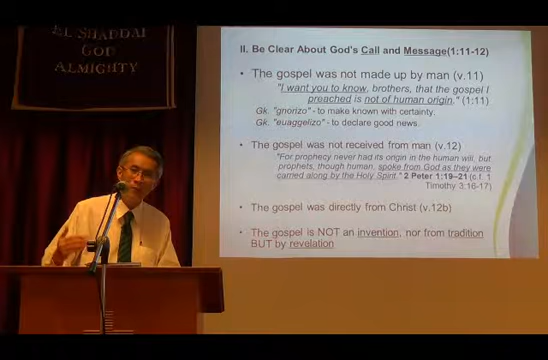 EL SHADDAI
GOD
ALMIGHTY
II. Be Clear About God's Call and Message(1:11-12)
• The gospel was not made up by man (v.11)
"I want you to know, brothers, that the gospel I
preached is not of human origin." (1:11)
Gk. "gnorizo" - to make known with certainty.
Gk. "euaggelizo" - to declare good news.
• The gospel was not received from man (v.12)
"For prophecy never had its origin in the human will, but
prophets, though human, spoke from God as they were
carried along by the Holy Spirit." 2 Peter 1:19–21 (c.f. 1
Timothy 3:16-17)
• The gospel was directly from Christ (v.12b)
• The gospel is NOT an invention, nor from tradition
BUT by revelation